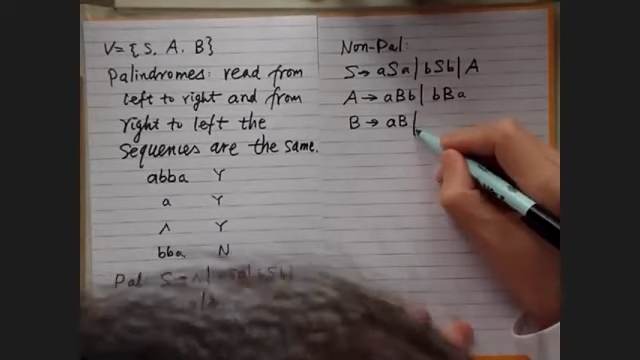 V={S, A, B}
Palindromes: read from
left to right and from
right to left the
sequences are the same.
abba Y
a Y
Λ Y
bba N
Pal S→Λ|
Non-Pal:
S→aSa|bSb|A
A→aBb|bBa
B→aB|